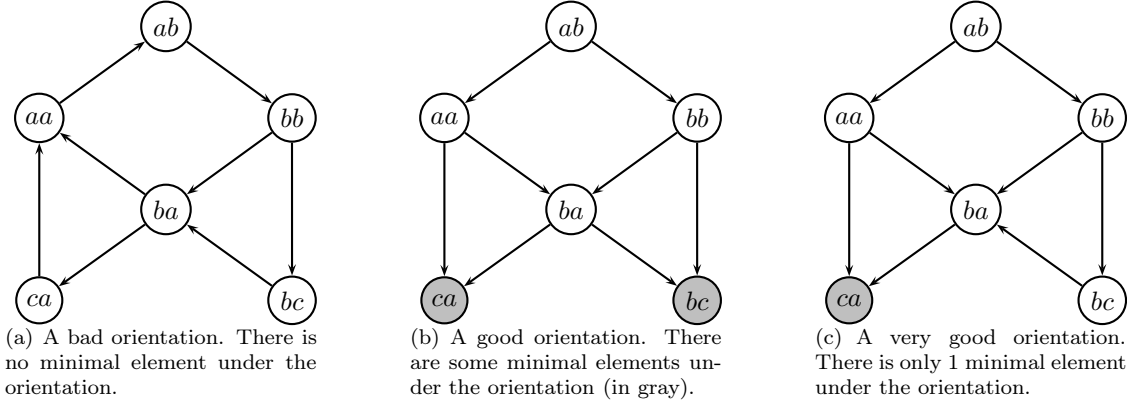 ab
aa
bb
ba
ca
bc
(a) A bad orientation. There is
no minimal element under the
orientation.
ab
aa
bb
ba
ca
bc
(b) A good orientation. There
are some minimal elements un-
der the orientation (in gray).
ab
aa
bb
ba
ca
bc
(c) A very good orientation.
There is only 1 minimal element
under the orientation.